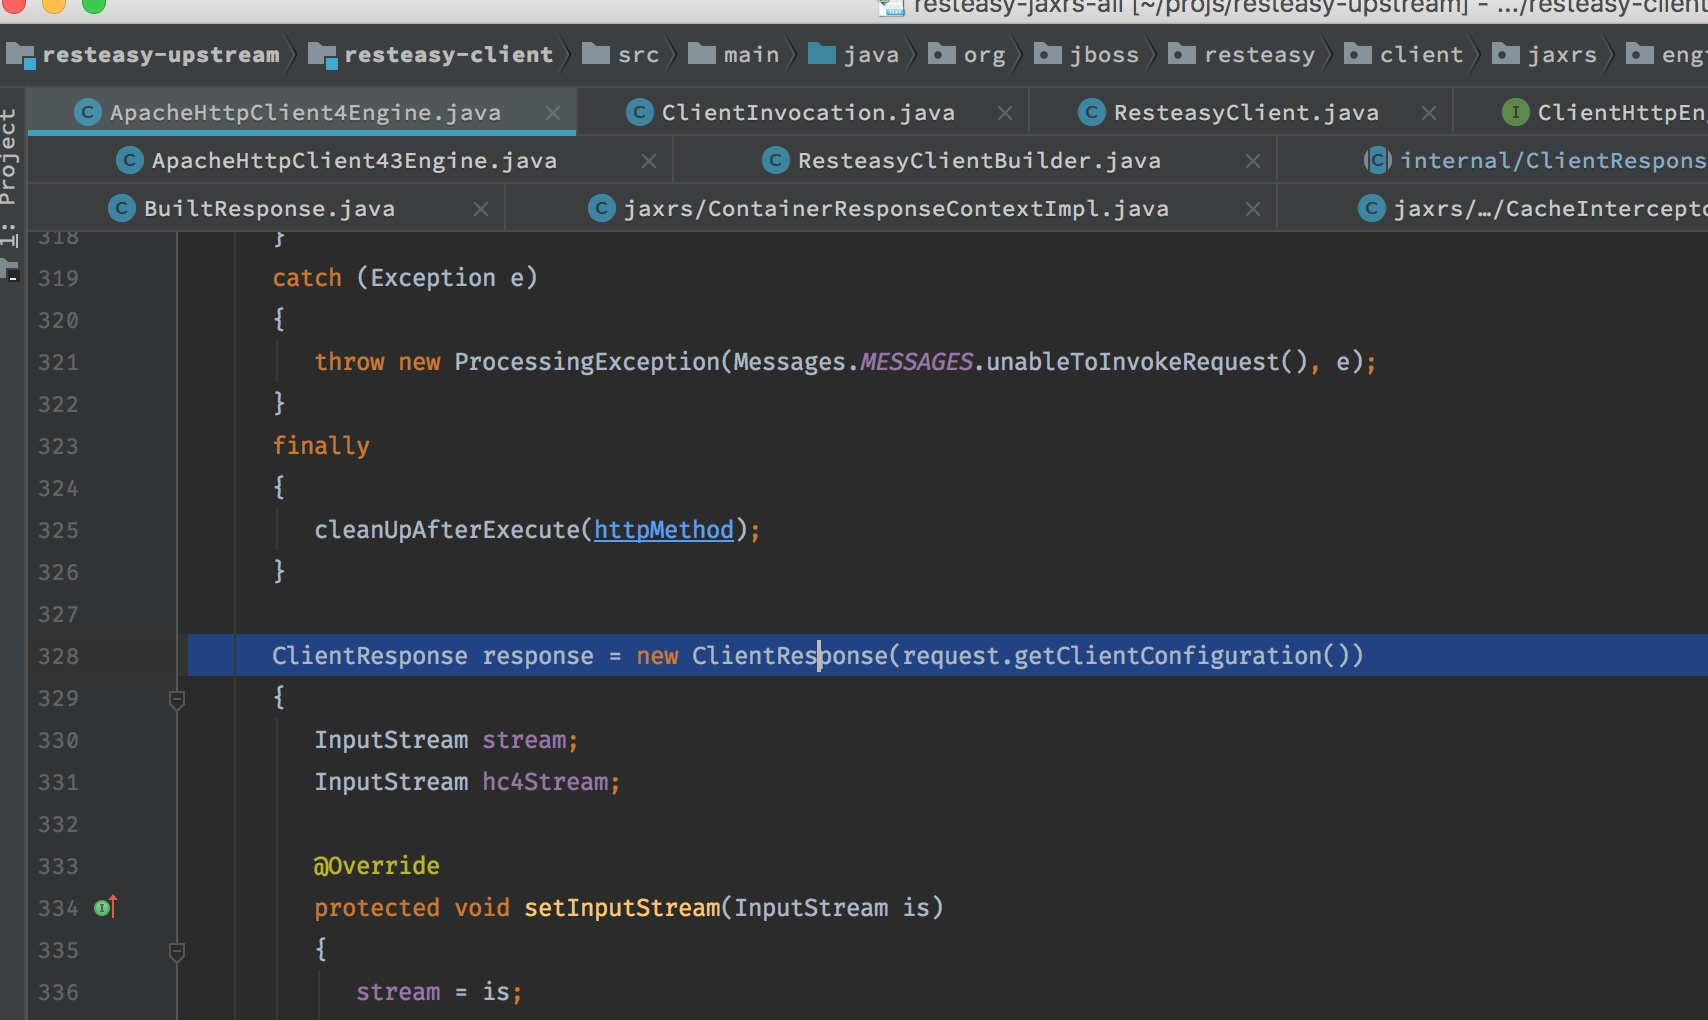 resteasy-jaxrs-all [~/projs/resteasy-upstream] - .../resteasy-client
resteasy-upstream resteasy-client src main java org jboss resteasy client jaxrs eng
1: Project
ApacheHttpClient4Engine.java ClientInvocation.java ResteasyClient.java ClientHttpEn
ApacheHttpClient43Engine.java ResteasyClientBuilder.java internal/ClientRespons
BuiltResponse.java jaxrs/ContainerResponseContextImpl.java jaxrs/…/CacheIntercepto
318 }
319 catch (Exception e)
320 {
321 throw new ProcessingException(Messages.MESSAGES.unableToInvokeRequest(), e);
322 }
323 finally
324 {
325 cleanUpAfterExecute(httpMethod);
326 }
327
328 ClientResponse response = new ClientResponse(request.getClientConfiguration())
329 {
330 InputStream stream;
331 InputStream hc4Stream;
332
333 @Override
334 protected void setInputStream(InputStream is)
335 {
336 stream = is;